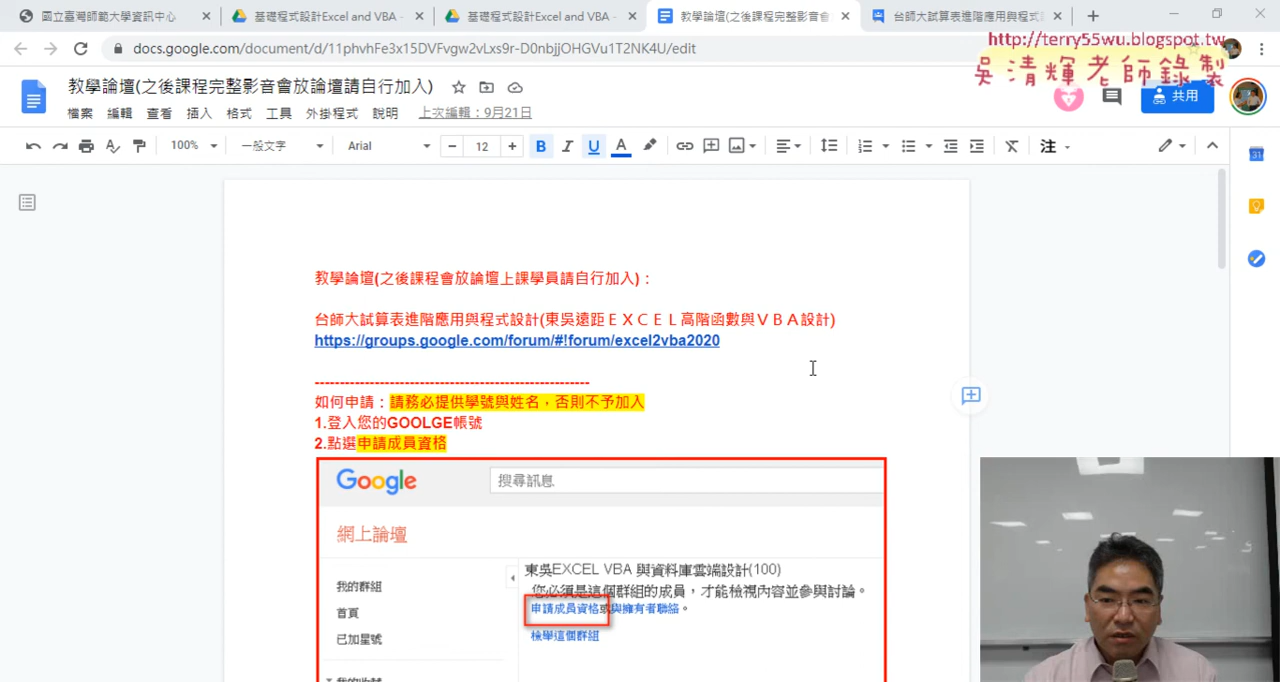 國立臺灣師範大學資訊中心
基礎程式設計Excel and VBA -
基礎程式設計Excel and VBA -
教學論壇(之後課程完整影音會
台師大試算表進階應用與程式設
docs.google.com/document/d/11phvhFe3x15DVFvgw2vLxs9r-D0nbjjOHGVu1T2NK4U/edit
http://terry55wu.blogspot.tw
吳清輝老師錄製
教學論壇(之後課程完整影音會放論壇請自行加入)
共用
檔案 編輯 查看 插入 格式 工具 外掛程式 說明 上次編輯：9月21日
100% 一般文字 Arial 12 B I U A 注
31
教學論壇(之後課程會放論壇上課學員請自行加入)：
台師大試算表進階應用與程式設計(東吳遠距ＥＸＣＥＬ高階函數與ＶＢＡ設計)
https://groups.google.com/forum/#!forum/excel2vba2020
-------------------------------------------------------
如何申請：請務必提供學號與姓名，否則不予加入
1.登入您的GOOLGE帳號
2.點選申請成員資格
Google 搜尋訊息
網上論壇
我的群組
首頁
已加星號
東吳EXCEL VBA 與資料庫雲端設計(100)
您必須是這個群組的成員，才能檢視內容並參與討論。
申請成員資格或與擁有者聯絡。
檢舉這個群組